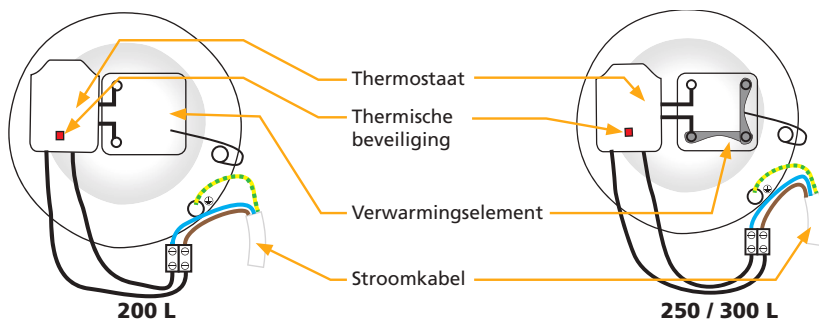 Thermostaat
Thermische
beveiliging
Verwarmingselement
Stroomkabel
200 L
250 / 300 L